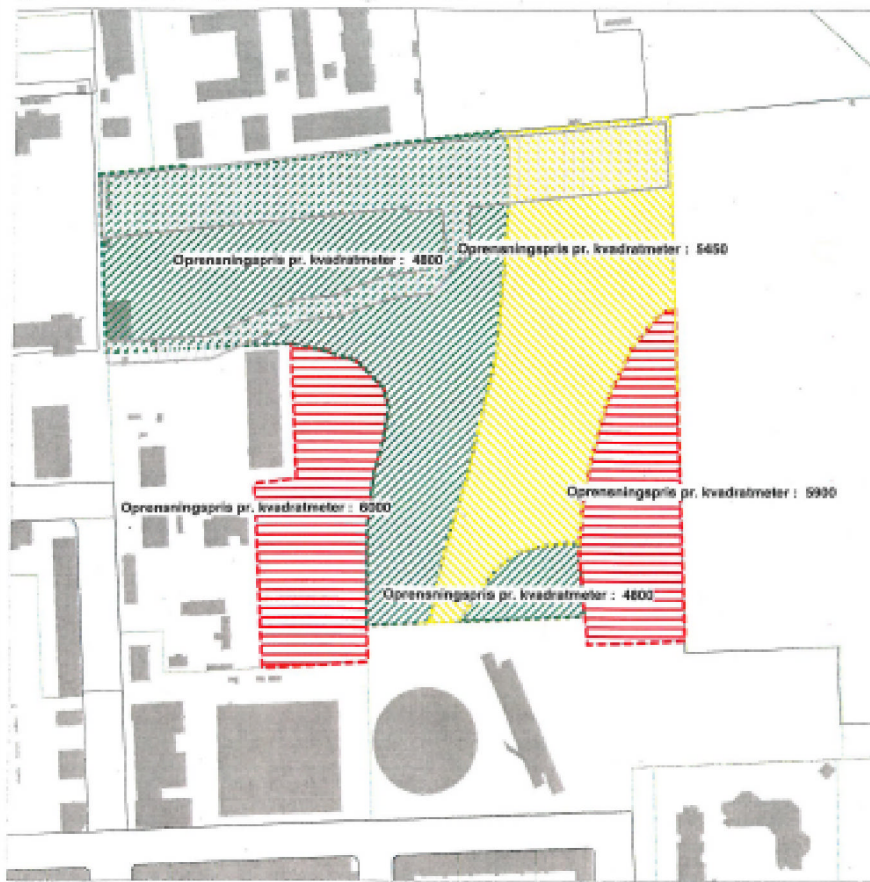 Oprensningspris pr. kvadratmeter : 5450
Oprensningspris pr. kvadratmeter : 4800
Oprensningspris pr. kvadratmeter : 5900
Oprensningspris pr. kvadratmeter : 6000
Oprensningspris pr. kvadratmeter : 4800